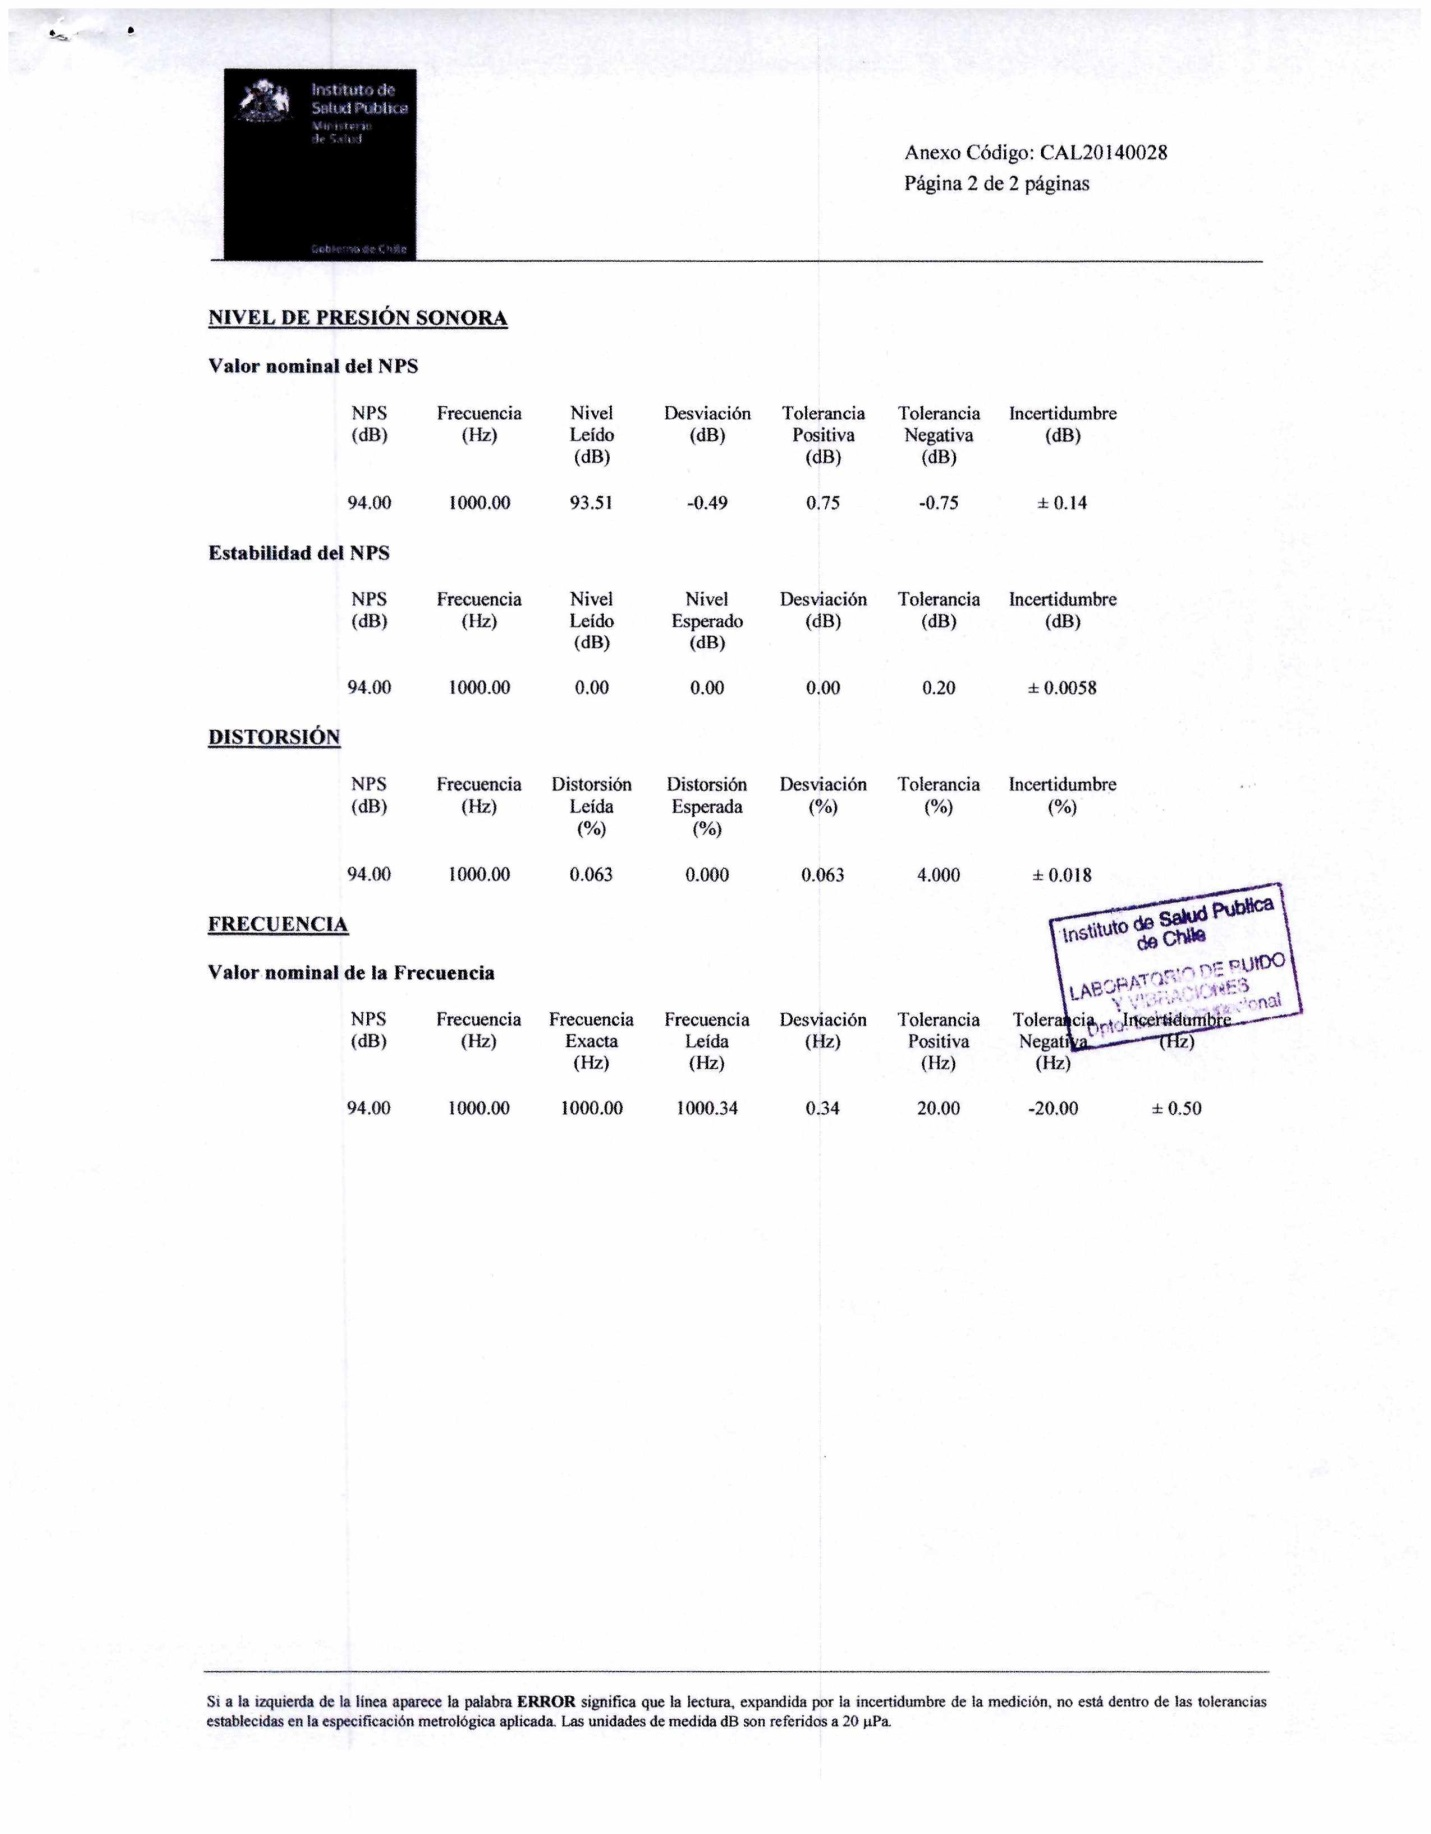 Instituto de
Salud Publica
Ministerio
de Salud
Gobierno de Chile
Anexo Código: CAL20140028
Página 2 de 2 páginas
NIVEL DE PRESIÓN SONORA
Valor nominal del NPS
NPS Frecuencia Nivel Desviación Tolerancia Tolerancia Incertidumbre
(dB) (Hz) Leído (dB) Positiva Negativa (dB)
(dB) (dB) (dB)
94.00 1000.00 93.51 -0.49 0.75 -0.75 ± 0.14
Estabilidad del NPS
NPS Frecuencia Nivel Nivel Desviación Tolerancia Incertidumbre
(dB) (Hz) Leído Esperado (dB) (dB) (dB)
(dB) (dB)
94.00 1000.00 0.00 0.00 0.00 0.20 ± 0.0058
DISTORSIÓN
NPS Frecuencia Distorsión Distorsión Desviación Tolerancia Incertidumbre
(dB) (Hz) Leída Esperada (%) (%) (%)
(%) (%)
94.00 1000.00 0.063 0.000 0.063 4.000 ± 0.018
Instituto de Salud Publica
de Chile
LABORATORIO DE RUIDO
Y VIBRACIONES
Dpto.
FRECUENCIA
Valor nominal de la Frecuencia
NPS Frecuencia Frecuencia Frecuencia Desviación Tolerancia Tolerancia Incertidumbre
(dB) (Hz) Exacta Leída (Hz) Positiva Negativa (Hz)
(Hz) (Hz) (Hz) (Hz)
94.00 1000.00 1000.00 1000.34 0.34 20.00 -20.00 ± 0.50
Si a la izquierda de la línea aparece la palabra ERROR significa que la lectura, expandida por la incertidumbre de la medición, no está dentro de las tolerancias
establecidas en la especificación metrológica aplicada. Las unidades de medida dB son referidos a 20 µPa.